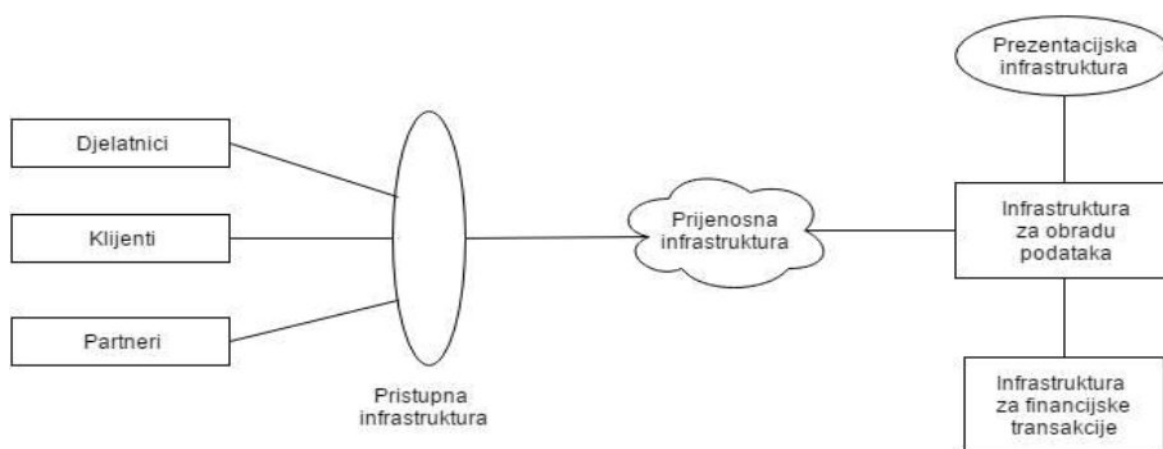 Prezentacijska
infrastruktura
Djelatnici
Klijenti
Partneri
Pristupna
infrastruktura
Prijenosna
infrastruktura
Infrastruktura
za obradu
podataka
Infrastruktura
za financijske
transakcije